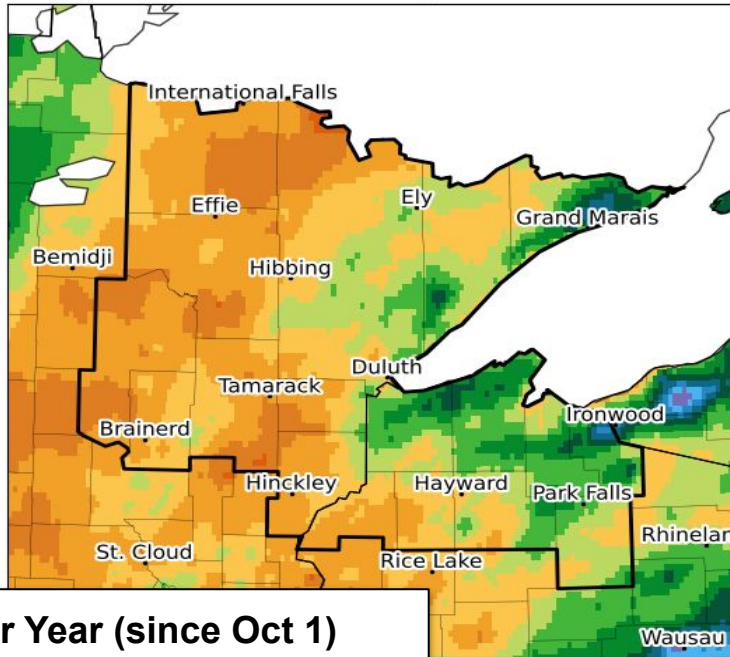 International Falls
Effie
Ely
Grand Marais
Bemidji
Hibbing
Duluth
Tamarack
Ironwood
Brainerd
Hinckley
Hayward
Park Falls
Rhinelan
St. Cloud
Rice Lake
r Year (since Oct 1)
Wausau